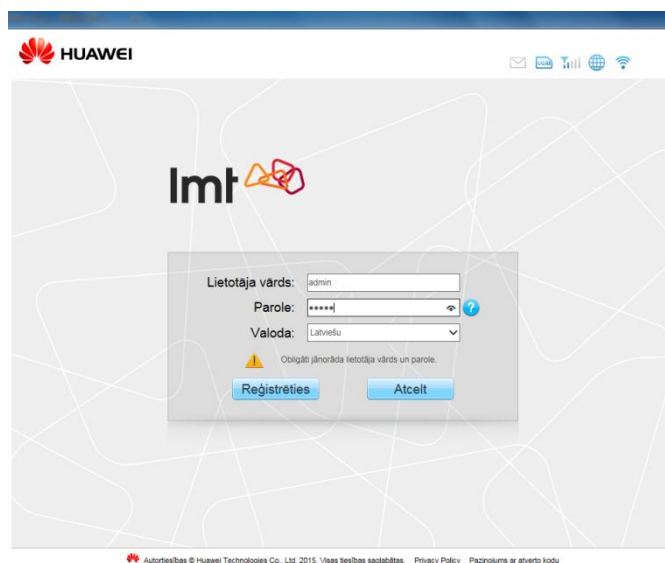 HUAWEI
lmt
Lietotāja vārds: admin
Parole: •••••
Valoda: Latviešu
Obligāti jānorāda lietotāja vārds un parole.
Reģistrēties Atcelt
Autortiesības © Huawei Technologies Co., Ltd. 2015. Visas tiesības saglabātas. Privacy Policy Paziņojums ar atverto kodu